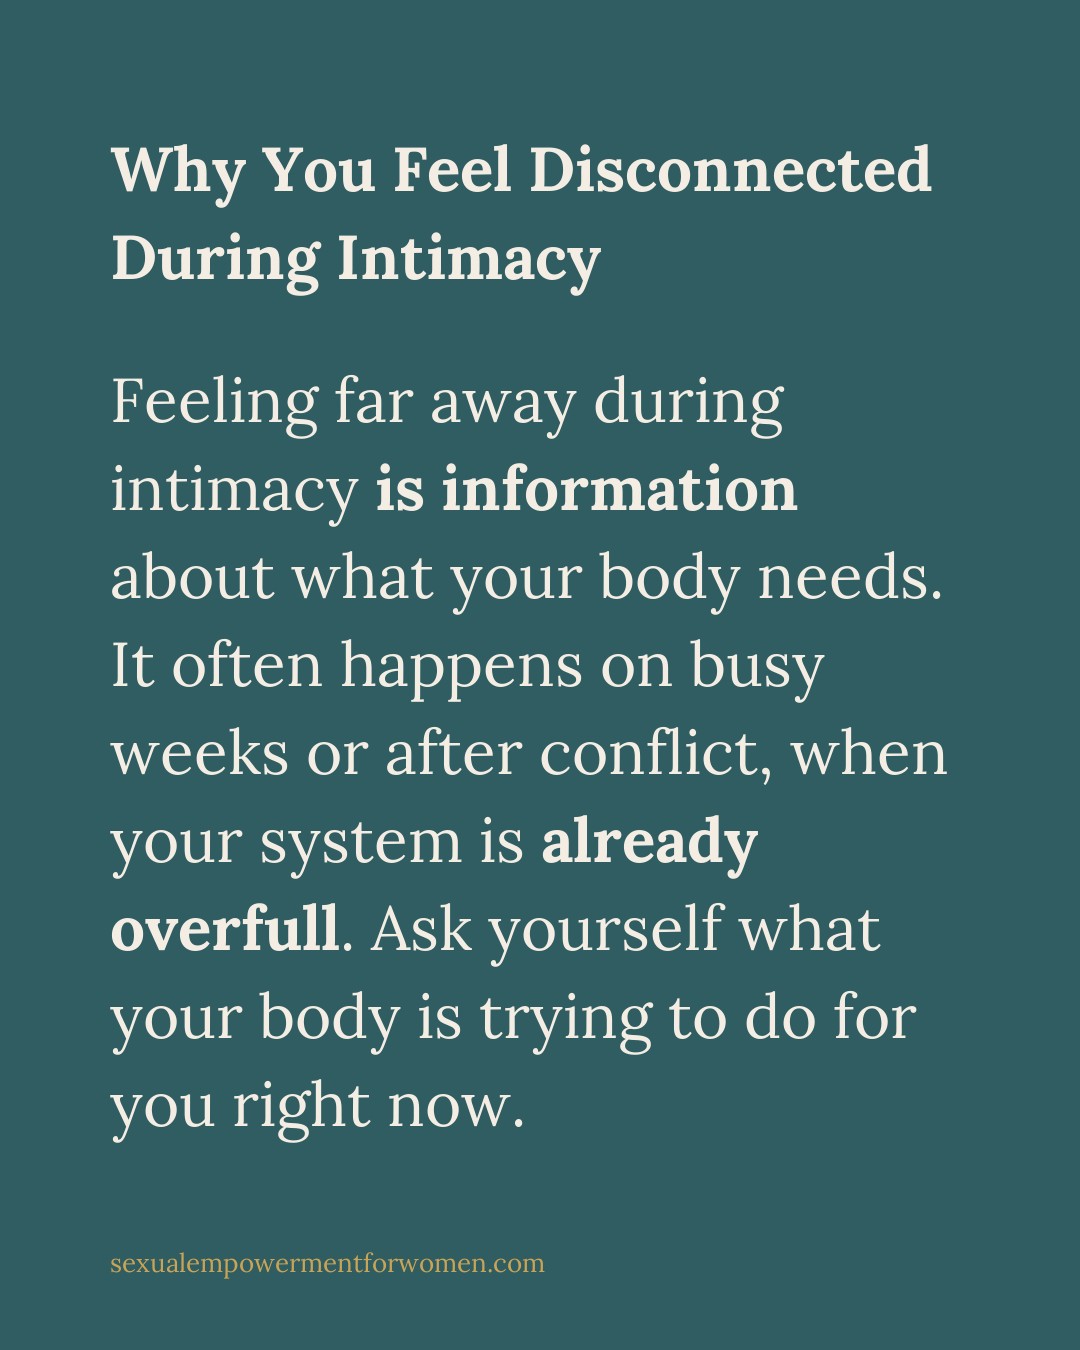 Why You Feel Disconnected
During Intimacy
Feeling far away during
intimacy is information
about what your body needs.
It often happens on busy
weeks or after conflict, when
your system is already
overfull. Ask yourself what
your body is trying to do for
you right now.
sexualempowermentforwomen.com